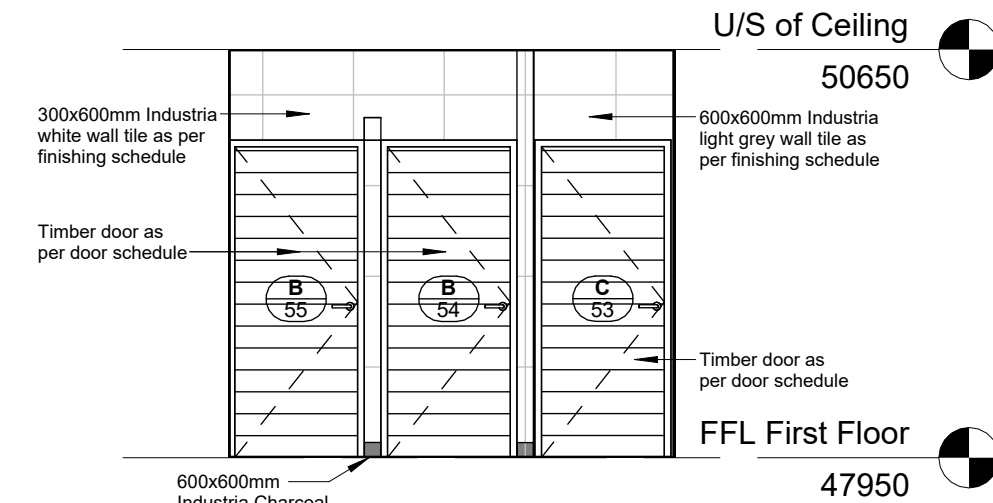 U/S of Ceiling
50650
300x600mm Industria
white wall tile as per
finishing schedule
600x600mm Industria
light grey wall tile as
per finishing schedule
Timber door as
per door schedule
B
55
B
54
C
53
Timber door as
per door schedule
FFL First Floor
47950
600x600mm
Industria Charcoal